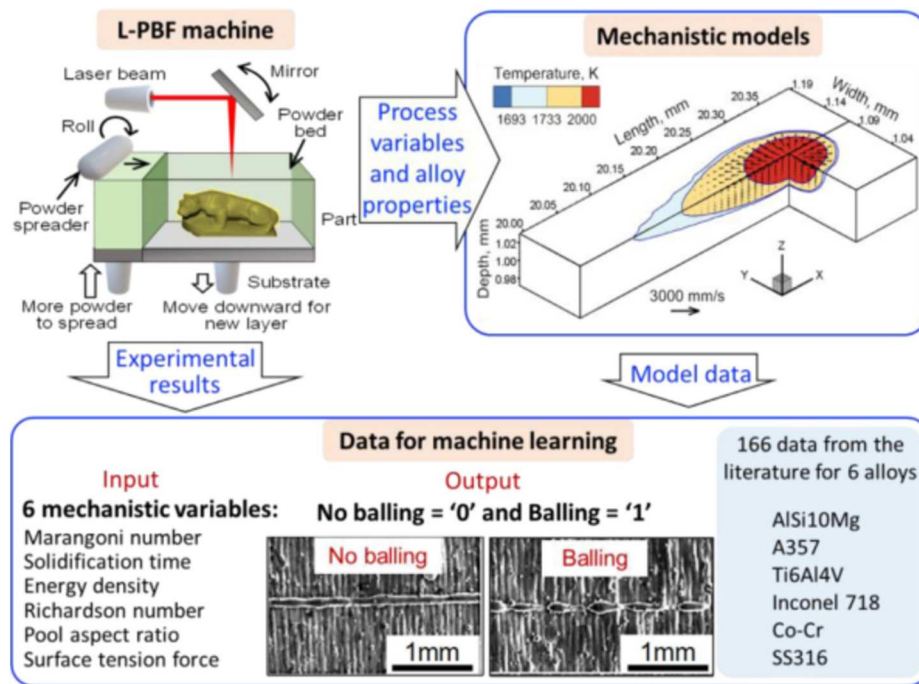 L-PBF machine
Laser beam
Mirror
Roll
Powder
bed
Powder
spreader
Part
Substrate
More powder
to spread
Move downward for
new layer
Process
variables
and alloy
properties
Mechanistic models
Temperature, K
1693 1733 2000
Length, mm
20.00
20.05
20.10
20.15
20.20
20.25
20.30
20.35
Width, mm
1.19
1.14
1.09
1.04
Depth, mm
1.02
1.00
0.98
3000 mm/s
Z
Y
X
Experimental
results
Model data
Data for machine learning
Input
6 mechanistic variables:
Marangoni number
Solidification time
Energy density
Richardson number
Pool aspect ratio
Surface tension force
Output
No balling = ‘0’ and Balling = ‘1’
No balling
1mm
Balling
1mm
166 data from the
literature for 6 alloys
AlSi10Mg
A357
Ti6Al4V
Inconel 718
Co-Cr
SS316